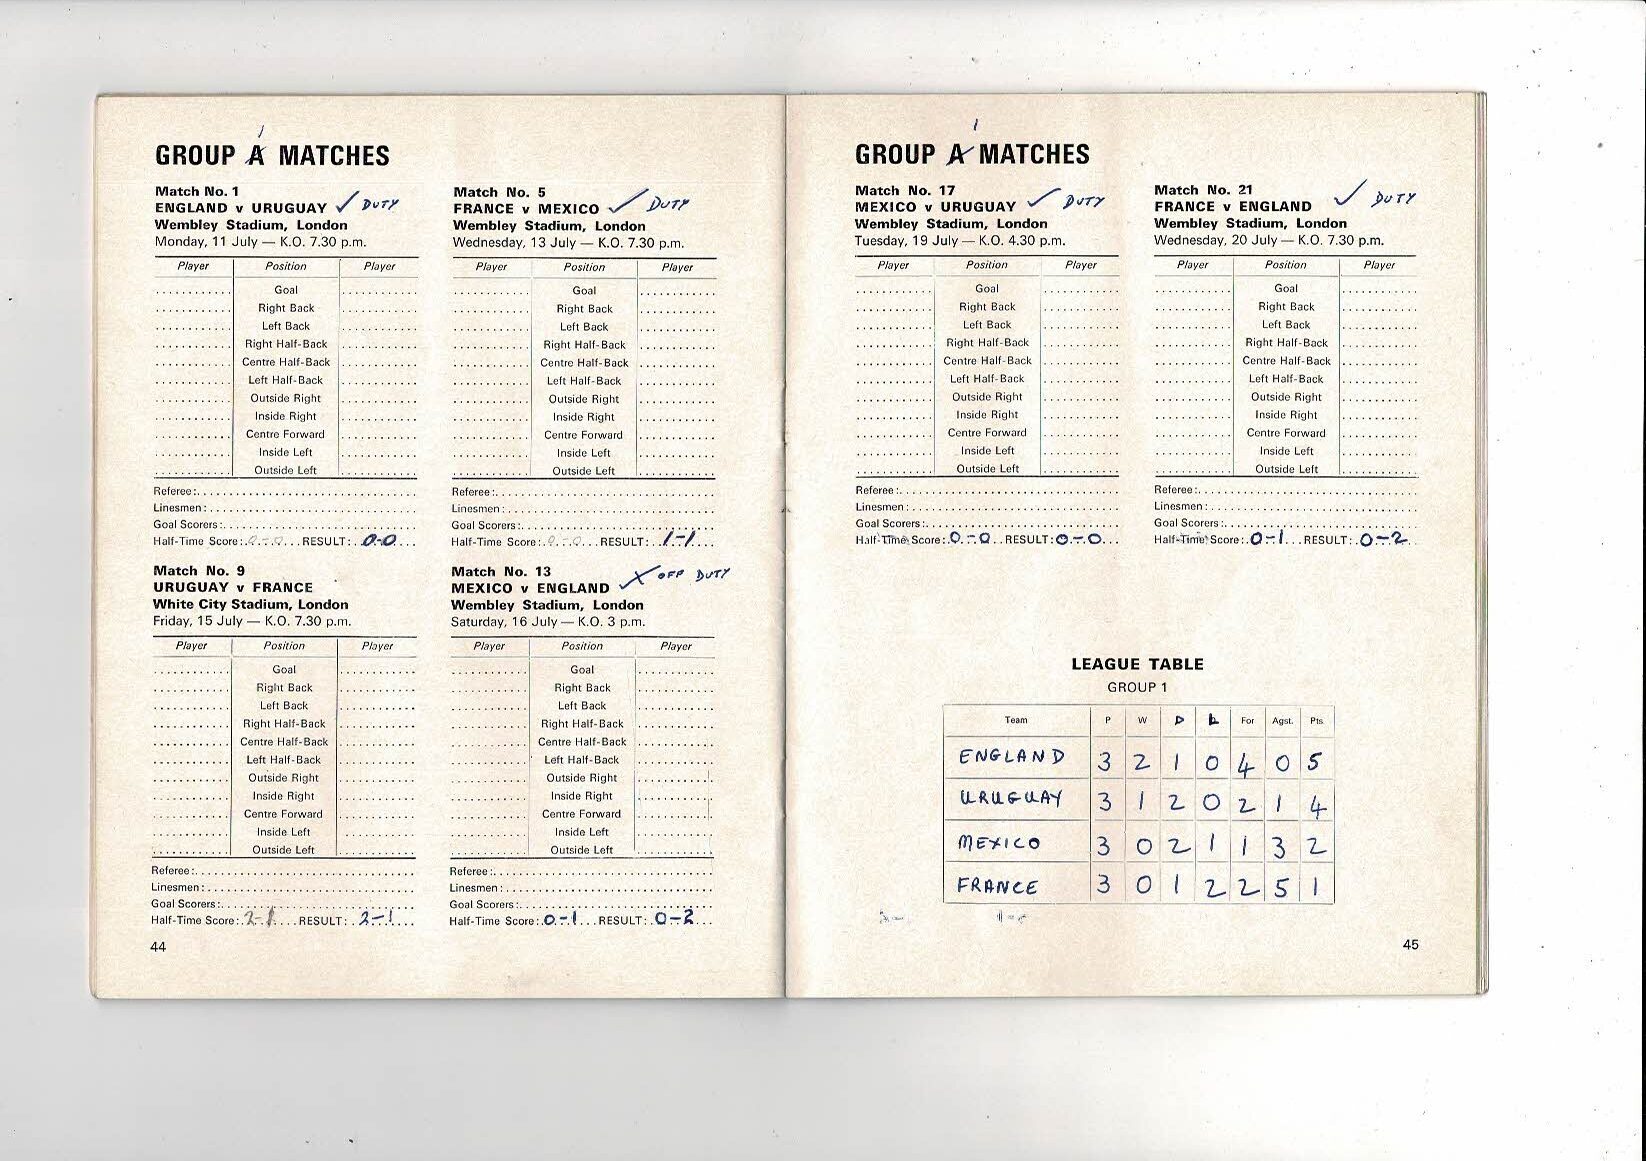 1
GROUP A MATCHES
Match No. 1
ENGLAND v URUGUAY ✓ DUTY
Wembley Stadium, London
Monday, 11 July — K.O. 7.30 p.m.
Player Position Player
Goal
Right Back
Left Back
Right Half-Back
Centre Half-Back
Left Half-Back
Outside Right
Inside Right
Centre Forward
Inside Left
Outside Left
Referee:
Linesmen:
Goal Scorers:
Half-Time Score: 0-0 RESULT: 0-0
Match No. 5
FRANCE v MEXICO ✓ DUTY
Wembley Stadium, London
Wednesday, 13 July — K.O. 7.30 p.m.
Player Position Player
Goal
Right Back
Left Back
Right Half-Back
Centre Half-Back
Left Half-Back
Outside Right
Inside Right
Centre Forward
Inside Left
Outside Left
Referee:
Linesmen:
Goal Scorers:
Half-Time Score: 0-0 RESULT: 1-1
Match No. 9
URUGUAY v FRANCE
White City Stadium, London
Friday, 15 July — K.O. 7.30 p.m.
Player Position Player
Goal
Right Back
Left Back
Right Half-Back
Centre Half-Back
Left Half-Back
Outside Right
Inside Right
Centre Forward
Inside Left
Outside Left
Referee:
Linesmen:
Goal Scorers:
Half-Time Score: 2-1 RESULT: 2-1
Match No. 13
MEXICO v ENGLAND ✗ OFF DUTY
Wembley Stadium, London
Saturday, 16 July — K.O. 3 p.m.
Player Position Player
Goal
Right Back
Left Back
Right Half-Back
Centre Half-Back
Left Half-Back
Outside Right
Inside Right
Centre Forward
Inside Left
Outside Left
Referee:
Linesmen:
Goal Scorers:
Half-Time Score: 0-1 RESULT: 0-2
44
1
GROUP A MATCHES
Match No. 17
MEXICO v URUGUAY ✓ DUTY
Wembley Stadium, London
Tuesday, 19 July — K.O. 4.30 p.m.
Player Position Player
Goal
Right Back
Left Back
Right Half-Back
Centre Half-Back
Left Half-Back
Outside Right
Inside Right
Centre Forward
Inside Left
Outside Left
Referee:
Linesmen:
Goal Scorers:
Half-Time Score: 0-0 RESULT: 0-0
Match No. 21
FRANCE v ENGLAND ✓ DUTY
Wembley Stadium, London
Wednesday, 20 July — K.O. 7.30 p.m.
Player Position Player
Goal
Right Back
Left Back
Right Half-Back
Centre Half-Back
Left Half-Back
Outside Right
Inside Right
Centre Forward
Inside Left
Outside Left
Referee:
Linesmen:
Goal Scorers:
Half-Time Score: 0-1 RESULT: 0-2
LEAGUE TABLE
GROUP 1
Team P W D L For Agst. Pts.
ENGLAND 3 2 1 0 4 0 5
URUGUAY 3 1 2 0 2 1 4
MEXICO 3 0 2 1 1 3 2
FRANCE 3 0 1 2 2 5 1
45